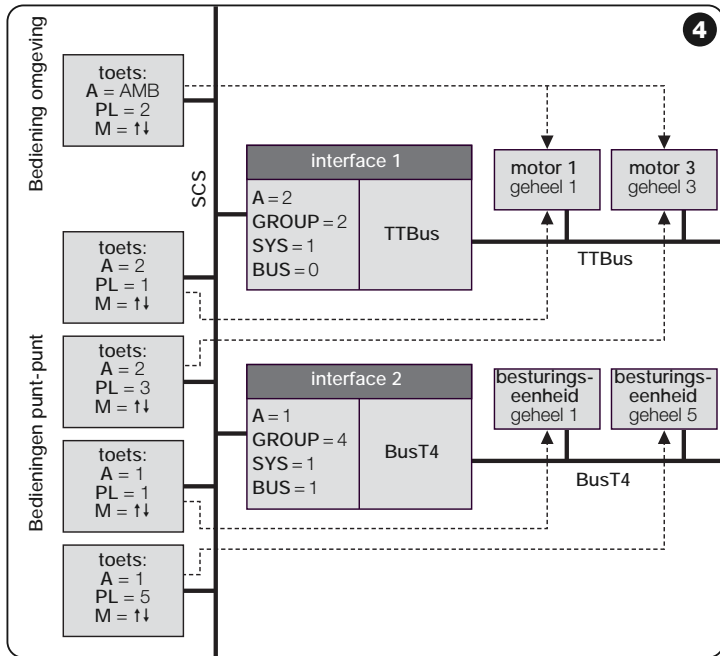 4
Bediening omgeving
toets:
A = AMB
PL = 2
M = ↑↓
SCS
interface 1
A = 2
GROUP = 2
SYS = 1
BUS = 0
TTBus
motor 1
geheel 1
motor 3
geheel 3
TTBus
Bedieningen punt-punt
toets:
A = 2
PL = 1
M = ↑↓
toets:
A = 2
PL = 3
M = ↑↓
interface 2
A = 1
GROUP = 4
SYS = 1
BUS = 1
BusT4
besturings-
eenheid
geheel 1
besturings-
eenheid
geheel 5
BusT4
toets:
A = 1
PL = 1
M = ↑↓
toets:
A = 1
PL = 5
M = ↑↓